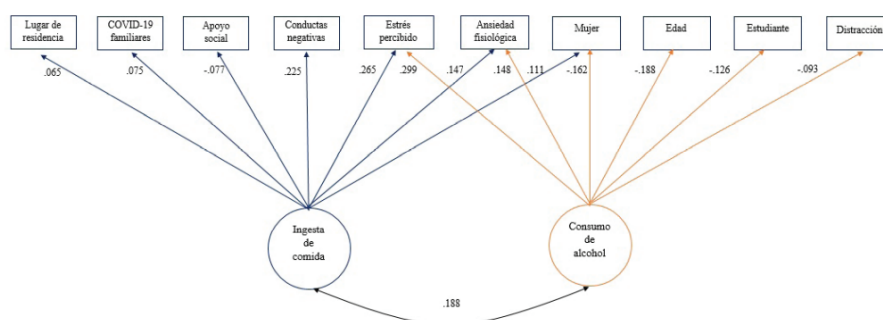 Lugar de
residencia
COVID-19
familiares
Apoyo
social
Conductas
negativas
Estrés
percibido
Ansiedad
fisiológica
Mujer
Edad
Estudiante
Distracción
.065
.075
-.077
.225
.265
.299
.147
.148
.111
-.162
-.188
-.126
-.093
Ingesta
de
comida
Consumo
de
alcohol
.188